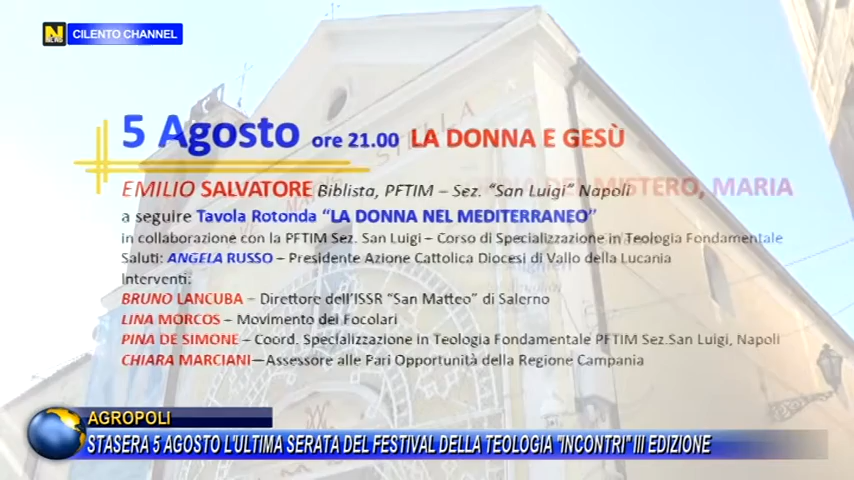 N
NEWS
CILENTO CHANNEL
AVE MARIS STELLA
5 Agosto ore 21.00 LA DONNA E GESÙ
EMILIO SALVATORE Biblista, PFTIM – Sez. “San Luigi” Napoli
DEL MISTERO, MARIA
a seguire Tavola Rotonda “LA DONNA NEL MEDITERRANEO”
in collaborazione con la PFTIM Sez. San Luigi – Corso di Specializzazione in Teologia Fondamentale
Saluti: ANGELA RUSSO – Presidente Azione Cattolica Diocesi di Vallo della Lucania
Interventi:
BRUNO LANCUBA – Direttore dell’ISSR “San Matteo” di Salerno
LINA MORCOS – Movimento dei Focolari
PINA DE SIMONE – Coord. Specializzazione in Teologia Fondamentale PFTIM Sez.San Luigi, Napoli
CHIARA MARCIANI—Assessore alle Pari Opportunità della Regione Campania
AGROPOLI
STASERA 5 AGOSTO L'ULTIMA SERATA DEL FESTIVAL DELLA TEOLOGIA "INCONTRI" III EDIZIONE